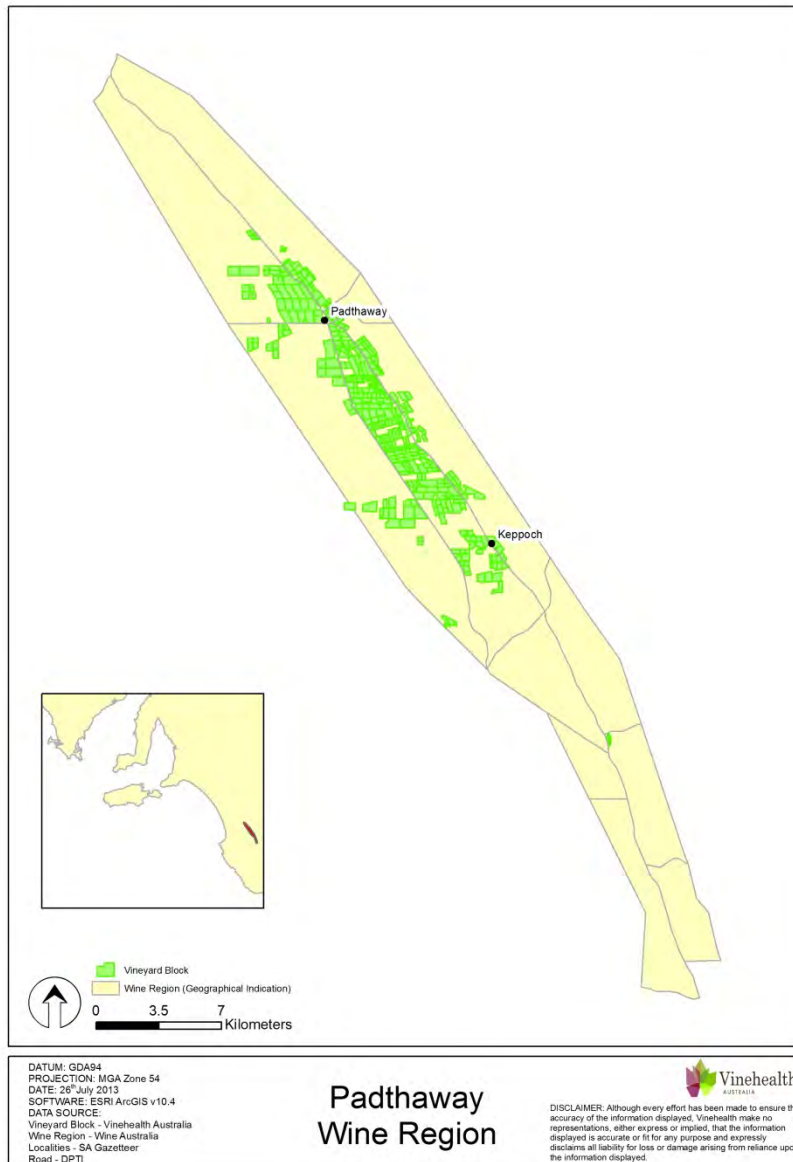 Padthaway
Keppoch
Vineyard Block
Wine Region (Geographical Indication)
0 3.5 7
Kilometers
DATUM: GDA94
PROJECTION: MGA Zone 54
DATE: 26th July 2013
SOFTWARE: ESRI ArcGIS v10.4
DATA SOURCE:
Vineyard Block - Vinehealth Australia
Wine Region - Wine Australia
Localities - SA Gazetteer
Road - DPTI
Padthaway
Wine Region
Vinehealth
AUSTRALIA
DISCLAIMER: Although every effort has been made to ensure th
accuracy of the information displayed, Vinehealth make no
representations, either express or implied, that the information
displayed is accurate or fit for any purpose and expressly
disclaims all liability for loss or damage arising from reliance upo
the information displayed.